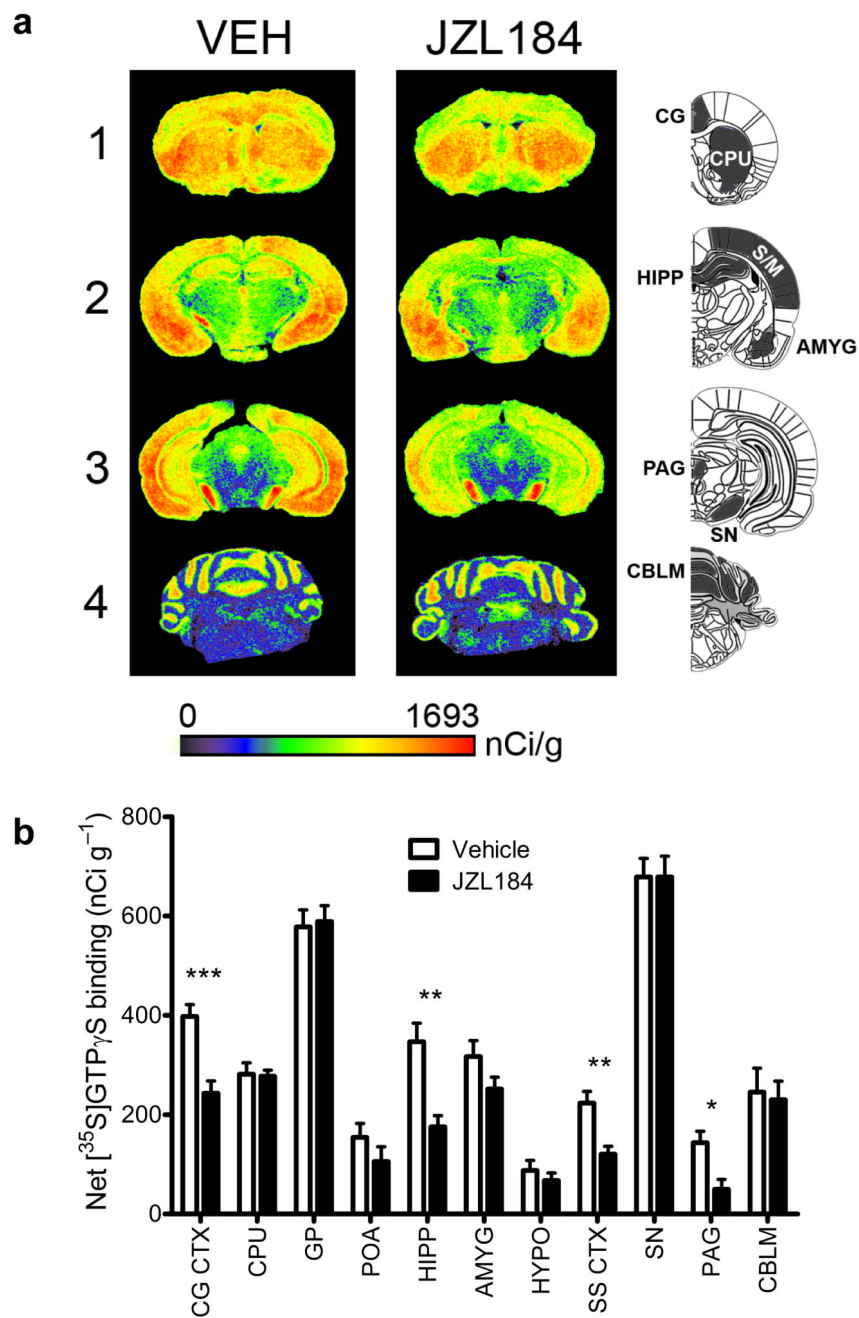 a
VEH JZL184
1
CG
CPU
2
HIPP
S/M
AMYG
3
PAG
SN
4
CBLM
0 1693
nCi/g
b
Net [³⁵S]GTPγS binding (nCi g⁻¹)
800
600
400
200
0
Vehicle
JZL184
***
**
**
*
CG CTX
CPU
GP
POA
HIPP
AMYG
HYPO
SS CTX
SN
PAG
CBLM